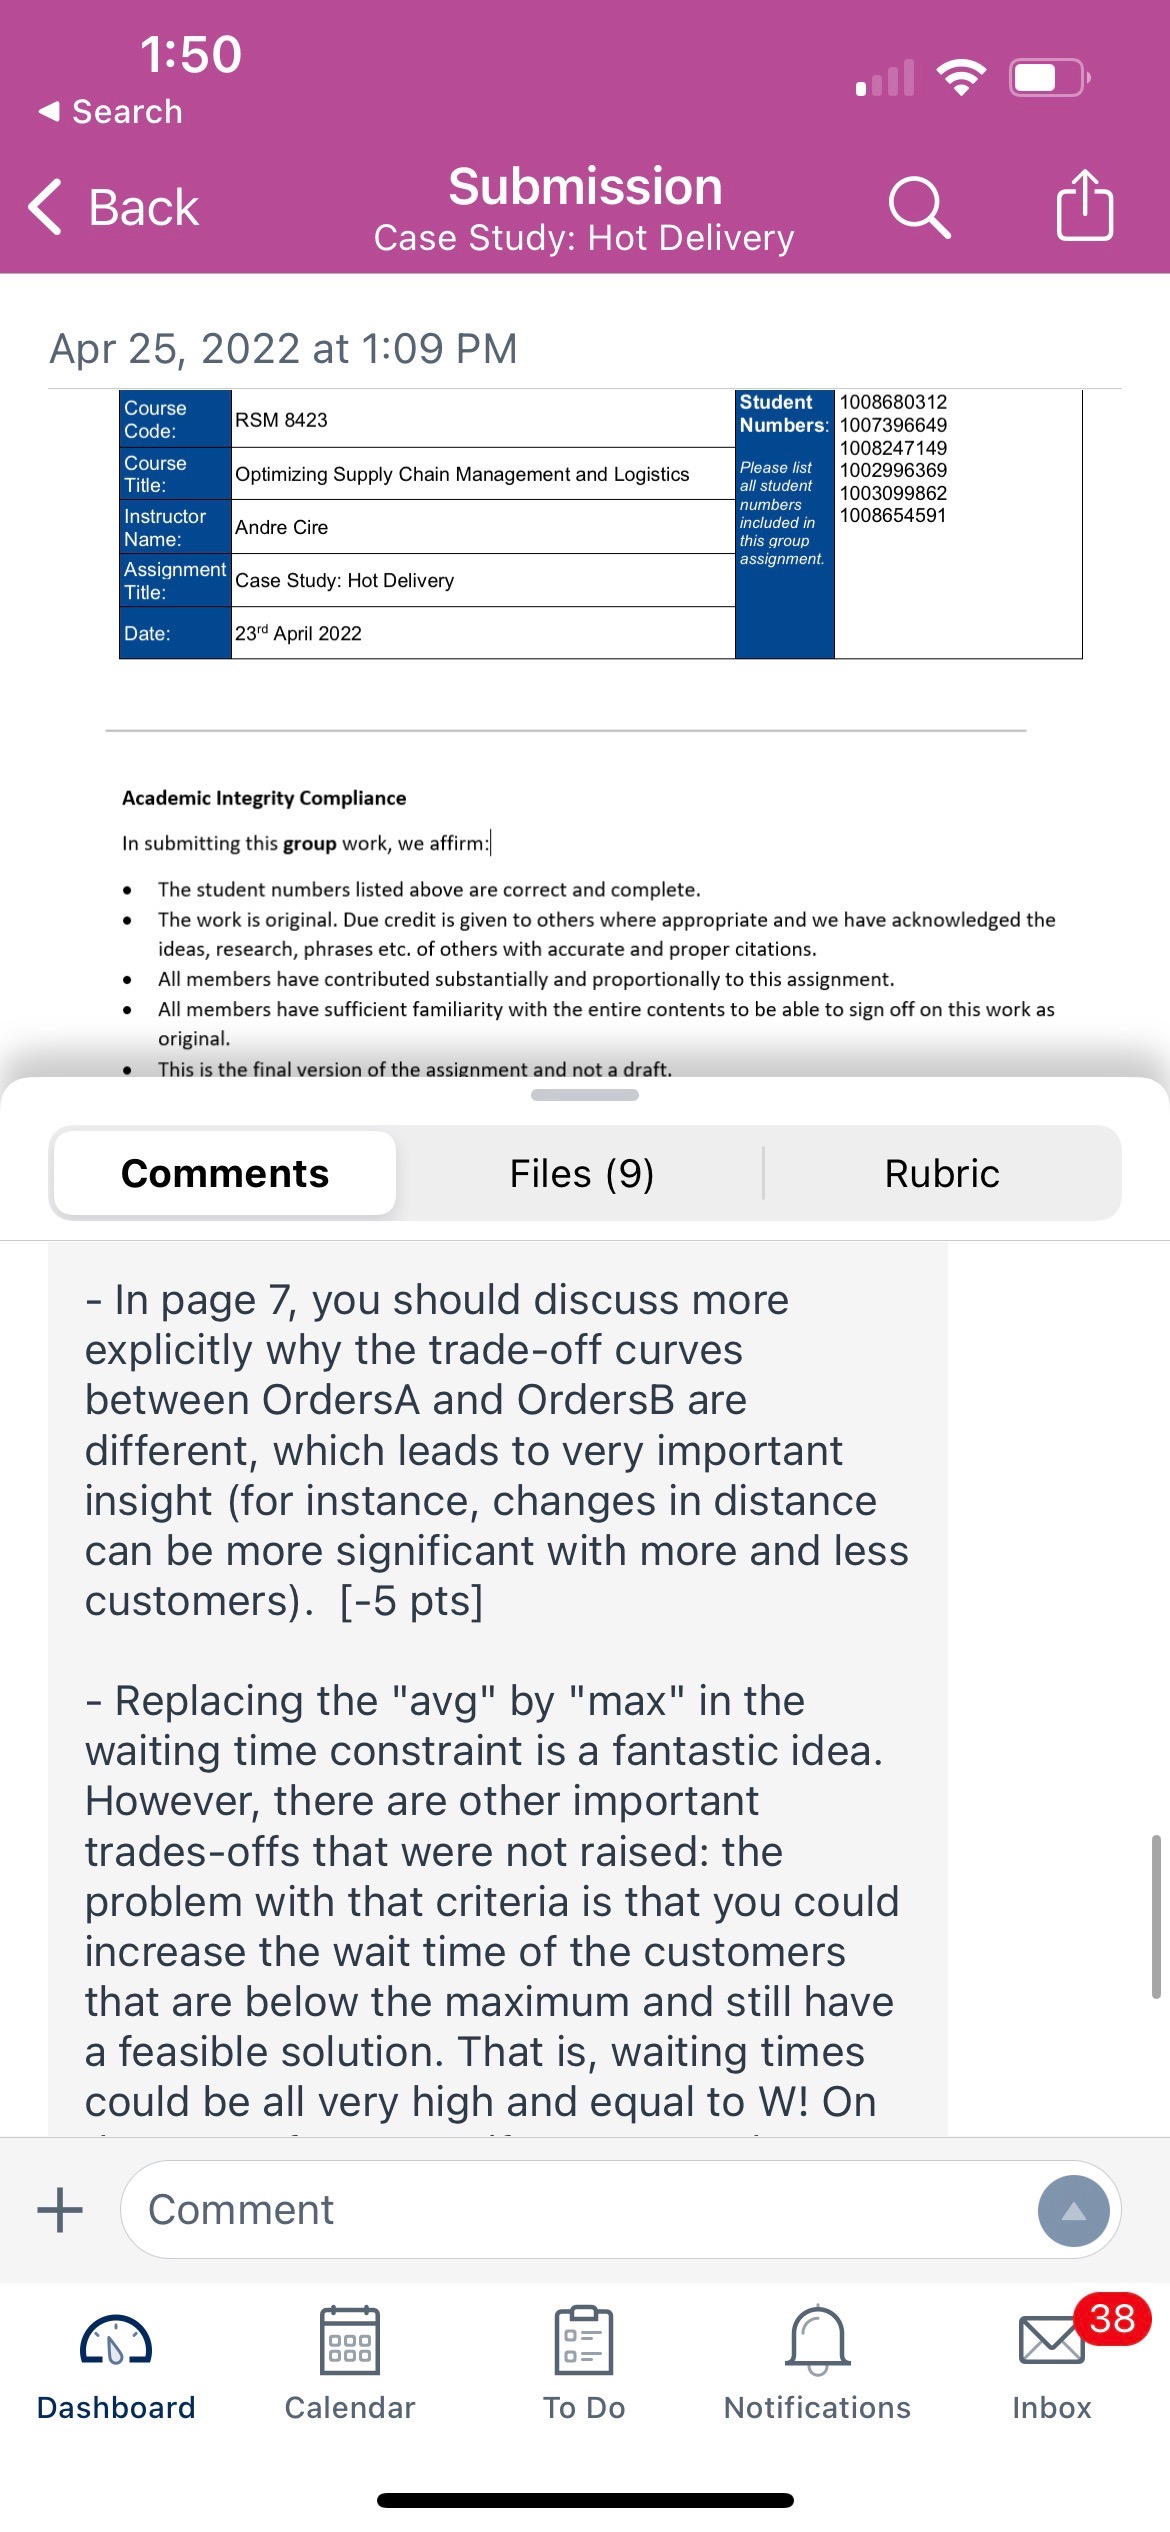 1:50
Search
Back
Submission
Case Study: Hot Delivery
Apr 25, 2022 at 1:09 PM
Course Code:
RSM 8423
Course Title:
Optimizing Supply Chain Management and Logistics
Instructor Name:
Andre Cire
Assignment Title:
Case Study: Hot Delivery
Date:
23rd April 2022
Student
Numbers:
Please list
all student
numbers
included in
this group
assignment.
1008680312
1007396649
1008247149
1002996369
1003099862
1008654591
Academic Integrity Compliance
In submitting this group work, we affirm:
• The student numbers listed above are correct and complete.
• The work is original. Due credit is given to others where appropriate and we have acknowledged the
ideas, research, phrases etc. of others with accurate and proper citations.
• All members have contributed substantially and proportionally to this assignment.
• All members have sufficient familiarity with the entire contents to be able to sign off on this work as
original.
• This is the final version of the assignment and not a draft.
Comments
Files (9)
Rubric
- In page 7, you should discuss more
explicitly why the trade-off curves
between OrdersA and OrdersB are
different, which leads to very important
insight (for instance, changes in distance
can be more significant with more and less
customers).  [-5 pts]
- Replacing the "avg" by "max" in the
waiting time constraint is a fantastic idea.
However, there are other important
trades-offs that were not raised: the
problem with that criteria is that you could
increase the wait time of the customers
that are below the maximum and still have
a feasible solution. That is, waiting times
could be all very high and equal to W! On
Comment
38
Dashboard
Calendar
To Do
Notifications
Inbox